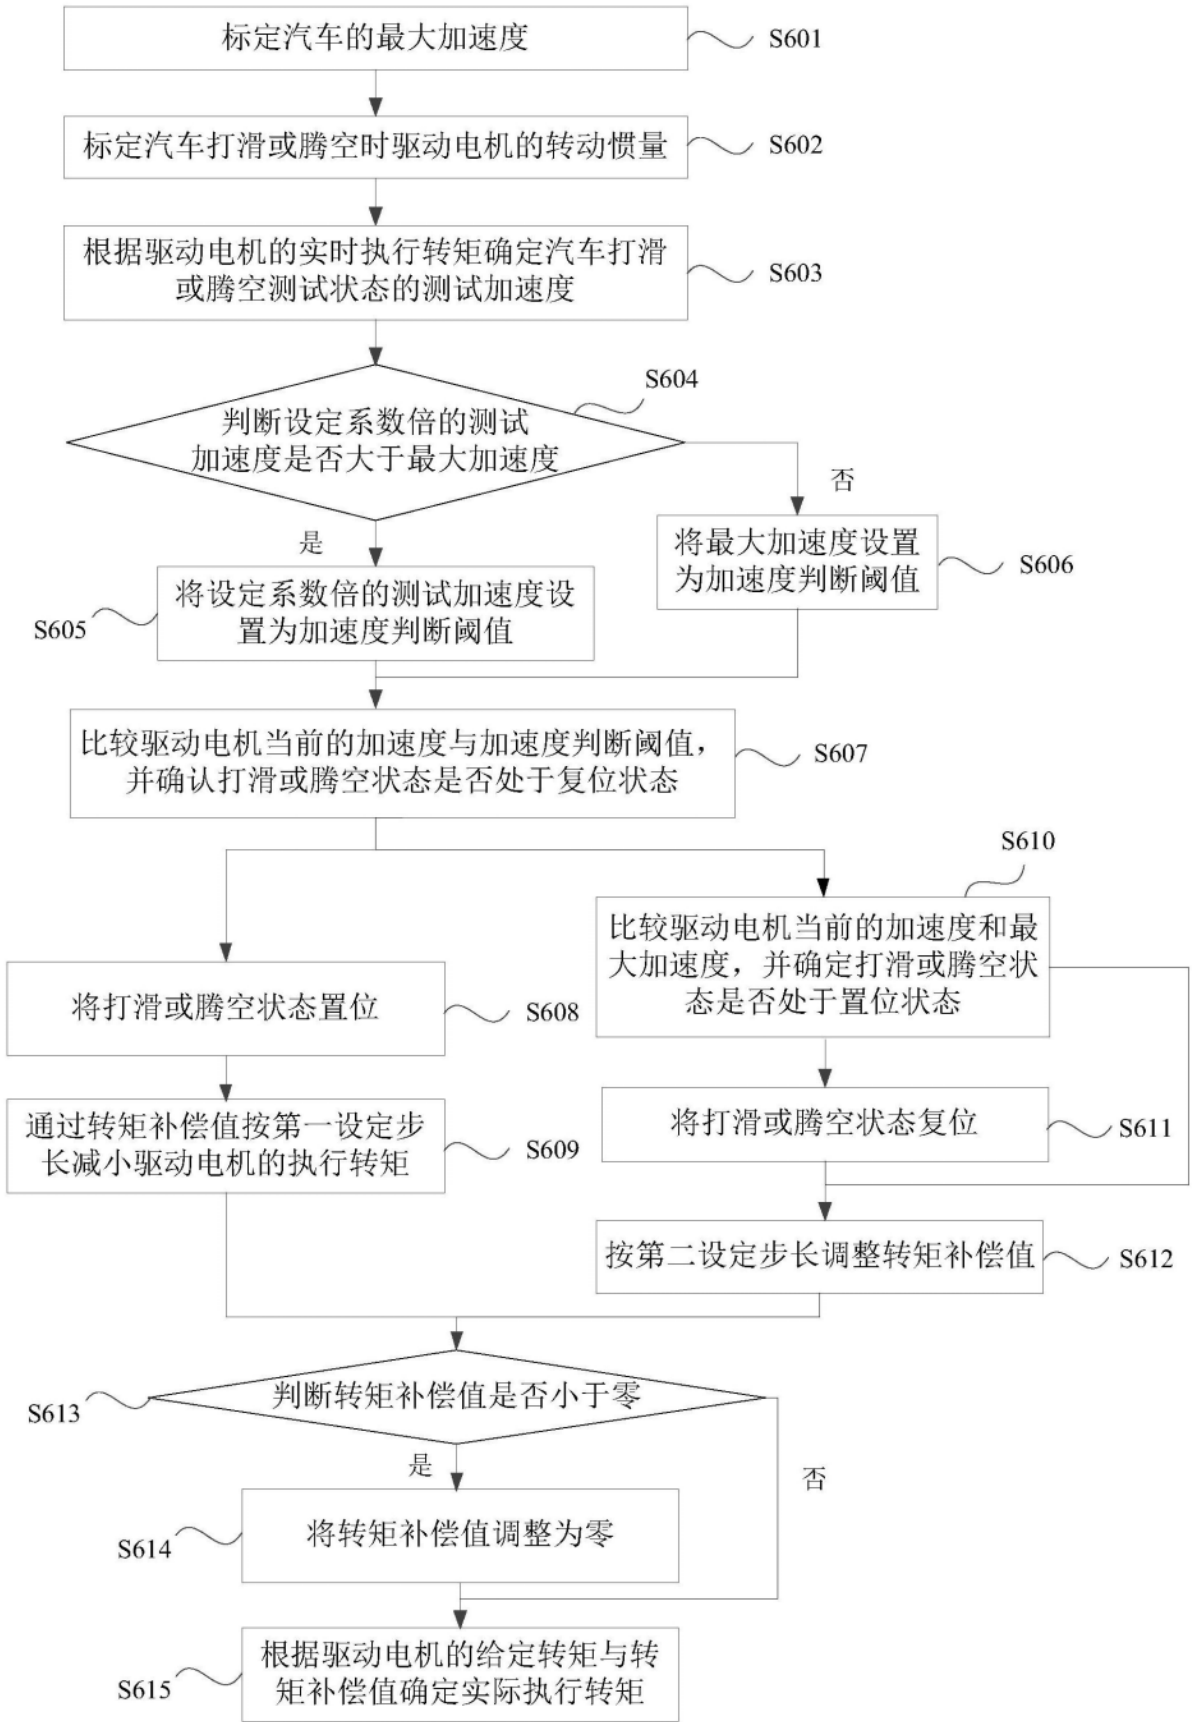 标定汽车的最大加速度
S601
标定汽车打滑或腾空时驱动电机的转动惯量
S602
根据驱动电机的实时执行转矩确定汽车打滑
或腾空测试状态的测试加速度
S603
S604
判断设定系数倍的测试
加速度是否大于最大加速度
否
是
将最大加速度设置
为加速度判断阈值
S606
将设定系数倍的测试加速度设
置为加速度判断阈值
S605
比较驱动电机当前的加速度与加速度判断阈值，
并确认打滑或腾空状态是否处于复位状态
S607
S610
比较驱动电机当前的加速度和最
大加速度，并确定打滑或腾空状
态是否处于置位状态
将打滑或腾空状态置位
S608
将打滑或腾空状态复位
S611
通过转矩补偿值按第一设定步
长减小驱动电机的执行转矩
S609
按第二设定步长调整转矩补偿值
S612
判断转矩补偿值是否小于零
S613
是
否
将转矩补偿值调整为零
S614
根据驱动电机的给定转矩与转
矩补偿值确定实际执行转矩
S615